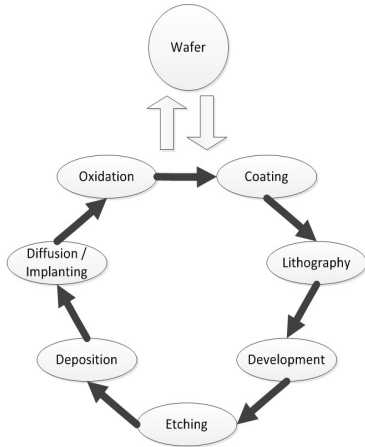 Wafer
Oxidation
Coating
Diffusion /
Implanting
Lithography
Deposition
Development
Etching